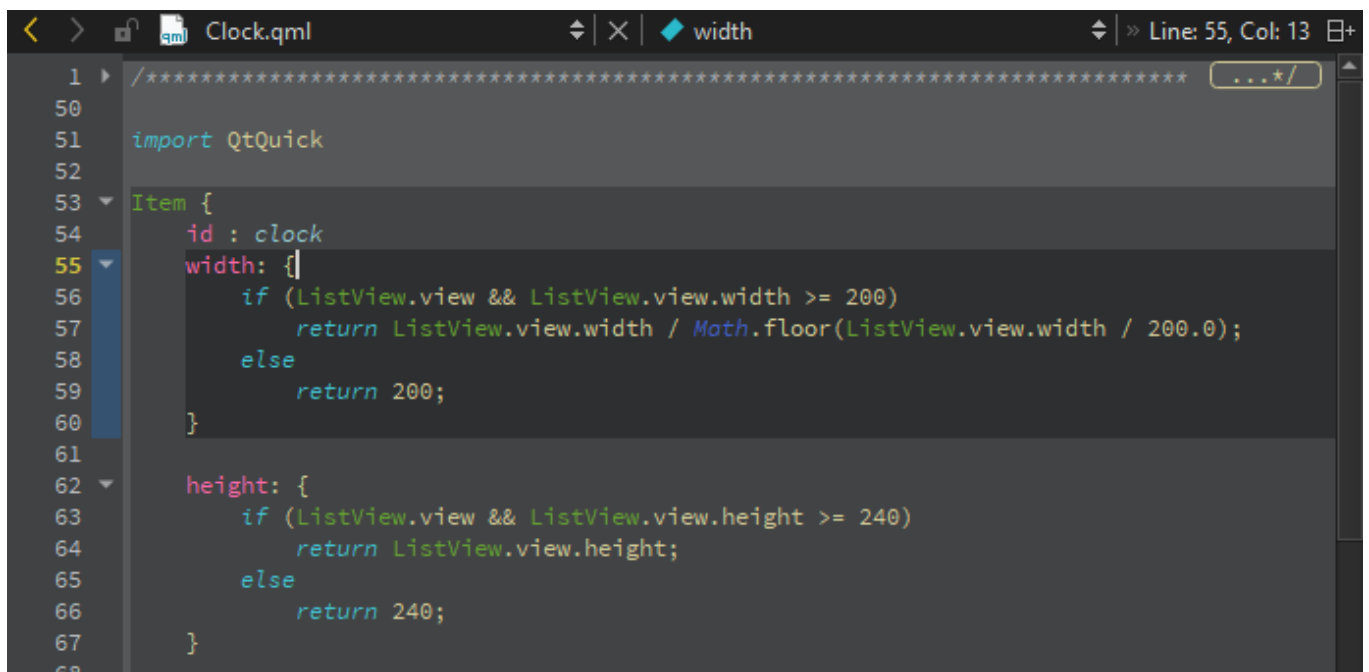 qml Clock.qml width » Line: 55, Col: 13
1 /**************************************************************************** ...*/
50
51 import QtQuick
52
53 Item {
54 id : clock
55 width: {
56 if (ListView.view && ListView.view.width >= 200)
57 return ListView.view.width / Math.floor(ListView.view.width / 200.0);
58 else
59 return 200;
60 }
61
62 height: {
63 if (ListView.view && ListView.view.height >= 240)
64 return ListView.view.height;
65 else
66 return 240;
67 }
68